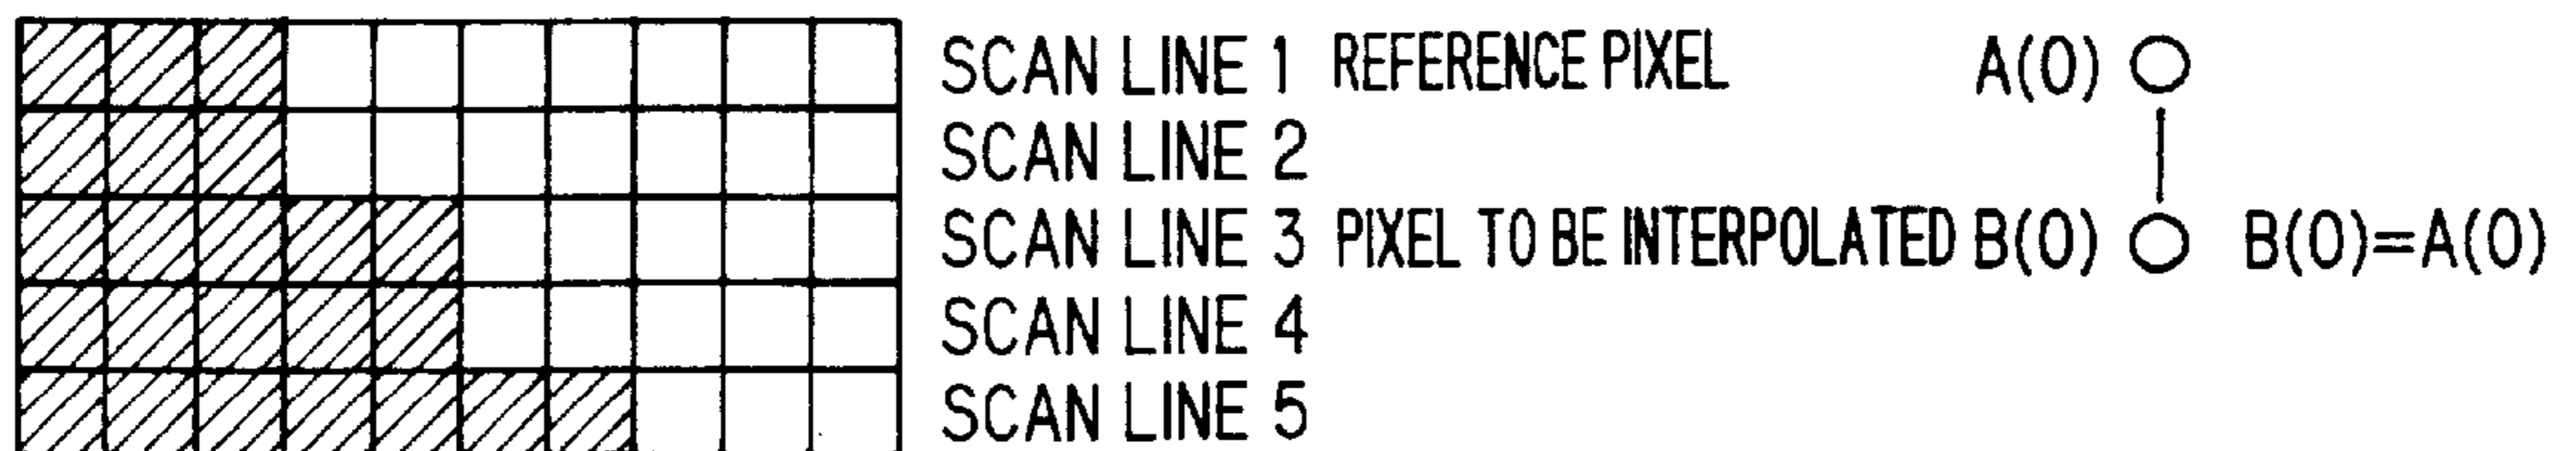 SCAN LINE 1 REFERENCE PIXEL A(0)
SCAN LINE 2
SCAN LINE 3 PIXEL TO BE INTERPOLATED B(0) B(0)=A(0)
SCAN LINE 4
SCAN LINE 5